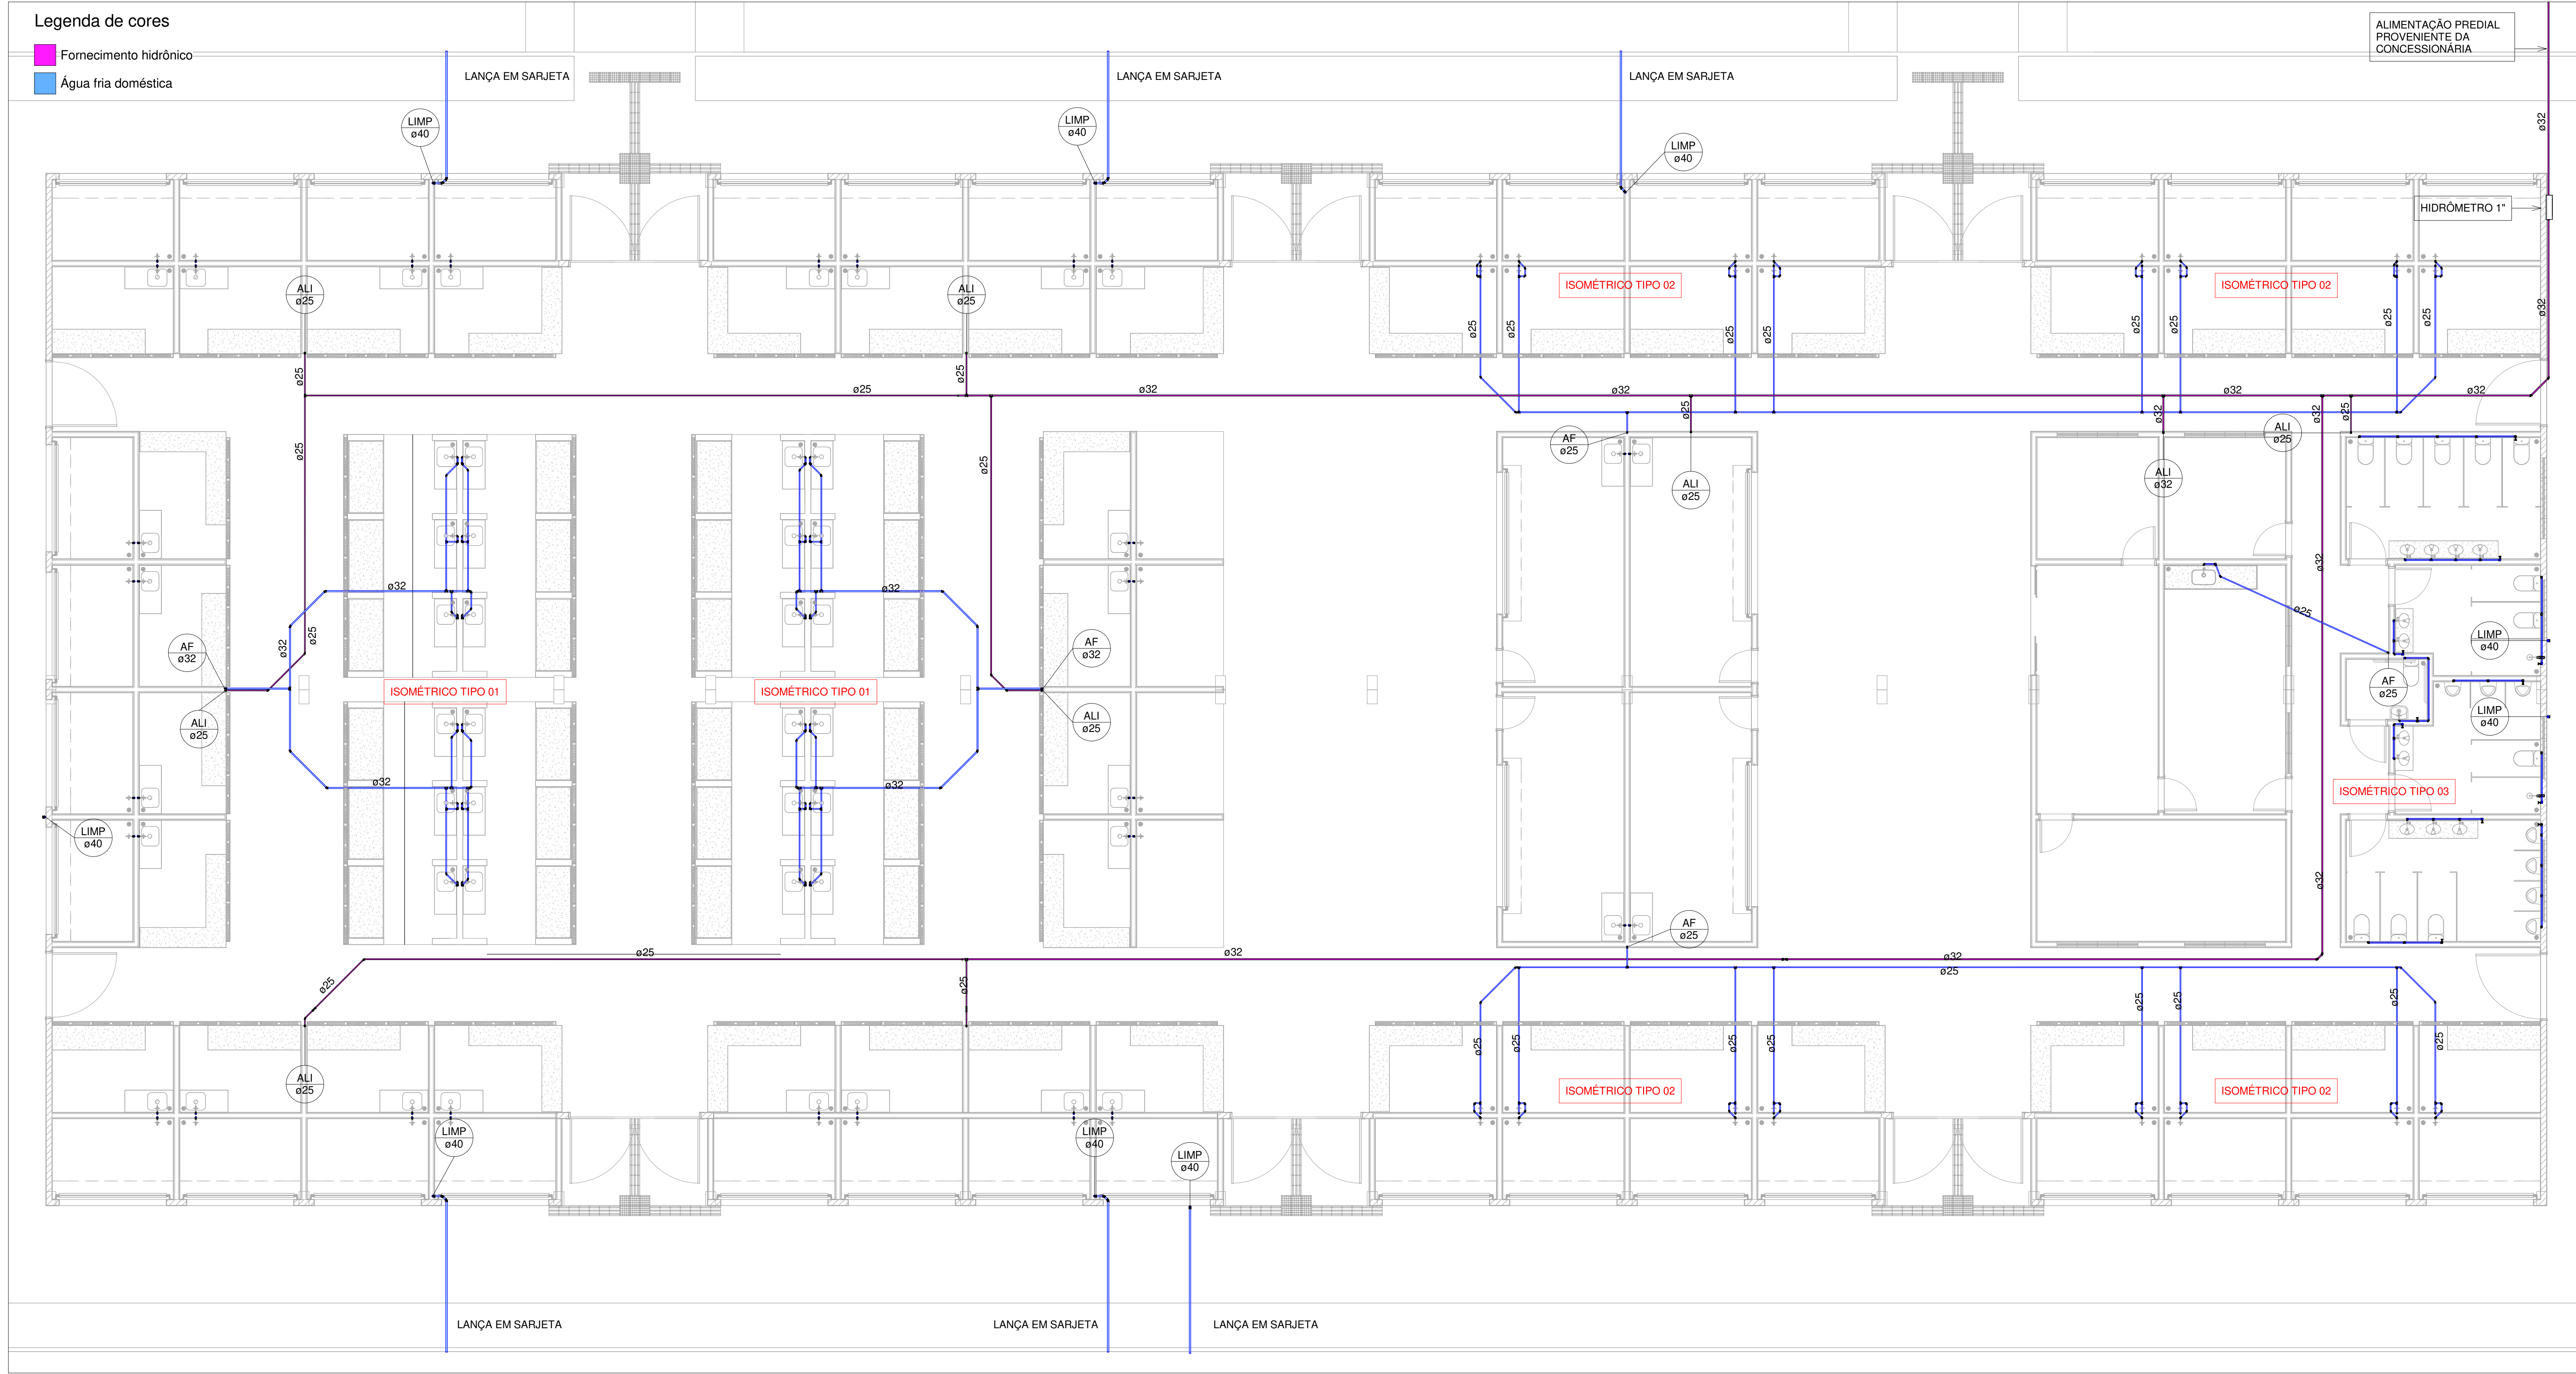 Legenda de cores
Fornecimento hidrônico
Água fria doméstica
LANÇA EM SARJETA
LANÇA EM SARJETA
LANÇA EM SARJETA
ALIMENTAÇÃO PREDIAL
PROVENIENTE DA
CONCESSIONÁRIA
ø32
LIMP
ø40
LIMP
ø40
LIMP
ø40
HIDRÔMETRO 1"
ALI
ø25
ALI
ø25
ISOMÉTRICO TIPO 02
ISOMÉTRICO TIPO 02
ø32
ø25
ø25
ø25
ø25
ø25
ø25
ø25
ø25
ø25
ø25
ø25
ø32
ø32
ø32
ø32
ø25
ø32
ø32
ø25
ø25
ø25
AF
ø25
ALI
ø25
ALI
ø25
ALI
ø32
ø32
ø32
ø32
ø25
ø32
ø25
AF
ø32
AF
ø32
LIMP
ø40
ISOMÉTRICO TIPO 01
ISOMÉTRICO TIPO 01
AF
ø25
ALI
ø25
ALI
ø25
LIMP
ø40
ø32
ø32
ISOMÉTRICO TIPO 03
LIMP
ø40
ø32
AF
ø25
ø25
ø32
ø32
ø25
ø25
ø25
ø25
ø25
ø25
ø25
ø25
ø25
ø25
ø25
ALI
ø25
ISOMÉTRICO TIPO 02
ISOMÉTRICO TIPO 02
LIMP
ø40
LIMP
ø40
LIMP
ø40
LANÇA EM SARJETA
LANÇA EM SARJETA
LANÇA EM SARJETA